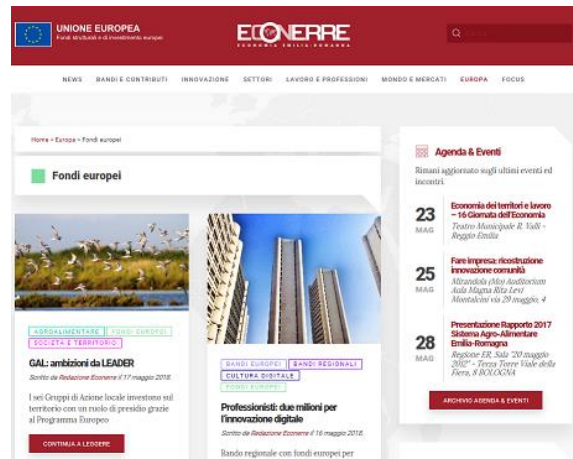 UNIONE EUROPEA
Fondi strutturali e di investimento europei
ECONERRE
ECONOMIA EMILIA-ROMAGNA
NEWS BANDI E CONTRIBUTI INNOVAZIONE SETTORI LAVORO E PROFESSIONI MONDO E MERCATI EUROPA FOCUS
Home » Europa » Fondi europei
Fondi europei
AGROALIMENTARE FONDI EUROPEI
SOCIETÀ E TERRITORIO
GAL: ambizioni da LEADER
Scritto da Redazione Econerre il 17 maggio 2018.
I sei Gruppi di Azione locale investono sul
territorio con un ruolo di presidio grazie
al Programma Europeo
CONTINUA A LEGGERE
BANDI EUROPEI BANDI REGIONALI
CULTURA DIGITALE
FONDI EUROPEI
Professionisti: due milioni per
l'innovazione digitale
Scritto da Redazione Econerre il 16 maggio 2018.
Bando regionale con fondi europei per
Agenda & Eventi
Rimani aggiornato sugli ultimi eventi ed
incontri.
23
MAG
Economia dei territori e lavoro
– 16 Giornata dell'Economia
Teatro Municipale R. Valli -
Reggio Emilia
25
MAG
Fare impresa: ricostruzione
innovazione comunità
Mirandola (Mo) Auditorium
Aula Magna Rita Levi
Montalcini via 29 maggio, 4
28
MAG
Presentazione Rapporto 2017
Sistema Agro-Alimentare
Emilia-Romagna
Regione ER, Sala "20 maggio
2012" - Terza Torre Viale della
Fiera, 8 BOLOGNA
ARCHIVIO AGENDA & EVENTI